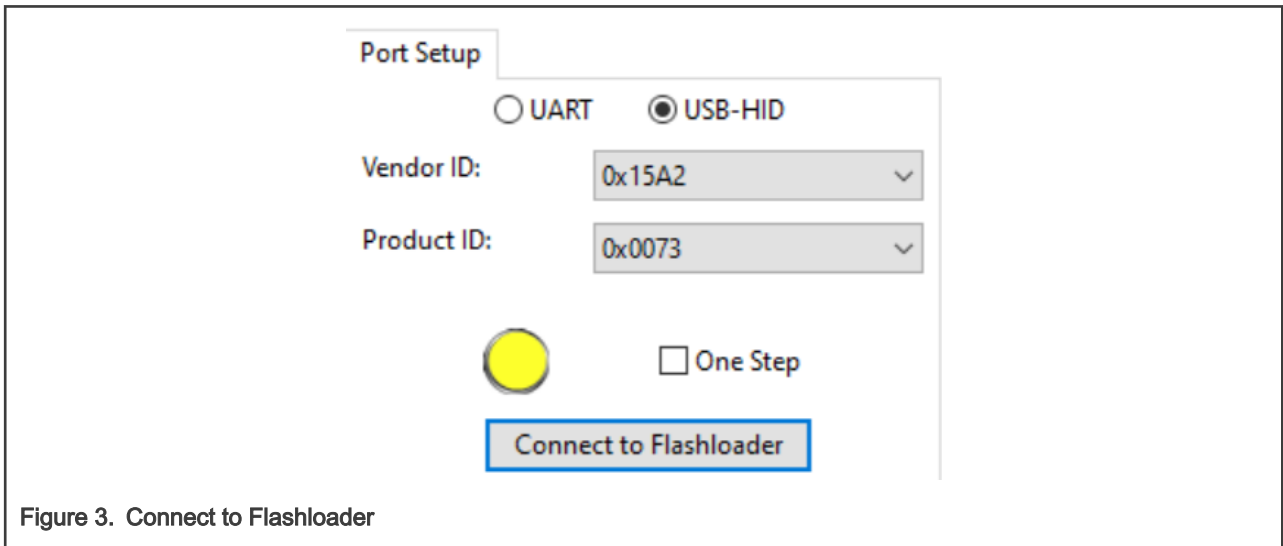 Port Setup
UART USB-HID
Vendor ID: 0x15A2
Product ID: 0x0073
One Step
Connect to Flashloader
Figure 3. Connect to Flashloader